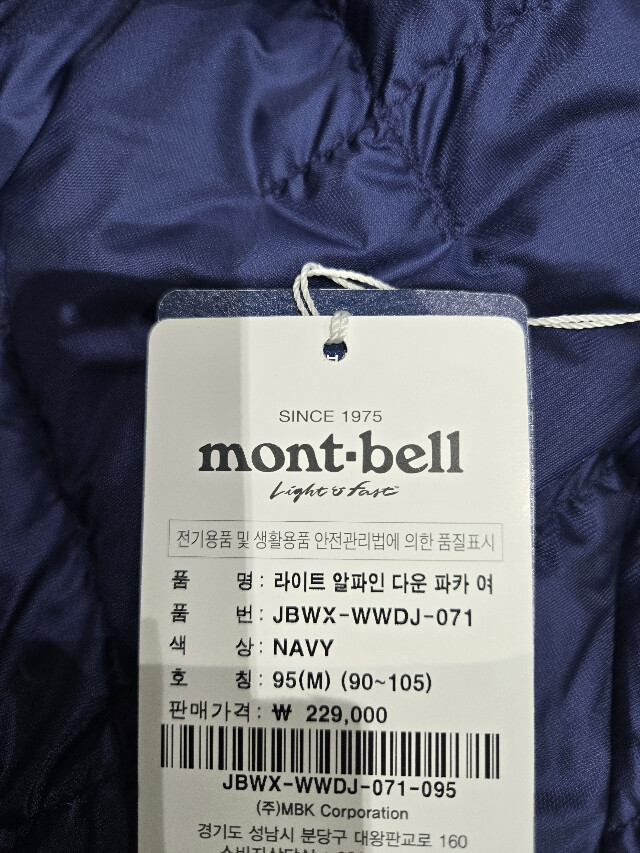 SINCE 1975
mont-bell
Light & Fast
전기용품 및 생활용품 안전관리법에 의한 품질표시
품 명 : 라이트 알파인 다운 파카 여
품 번 : JBWX-WWDJ-071
색 상 : NAVY
호 칭 : 95(M) (90~105)
판매가격 : ₩ 229,000
JBWX-WWDJ-071-095
(주)MBK Corporation
경기도 성남시 분당구 대왕판교로 160